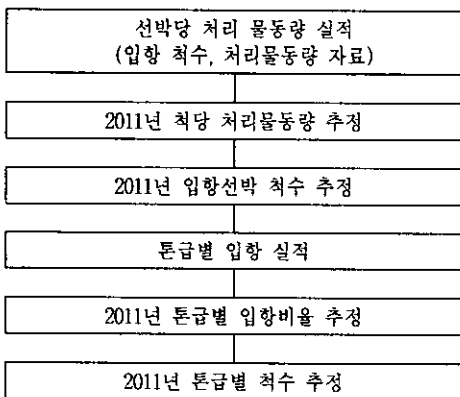 선박당 처리 물동량 실적
(입항 척수, 처리물동량 자료)
2011년 척당 처리물동량 추정
2011년 입항선박 척수 추정
톤급별 입항 실적
2011년 톤급별 입항비율 추정
2011년 톤급별 척수 추정